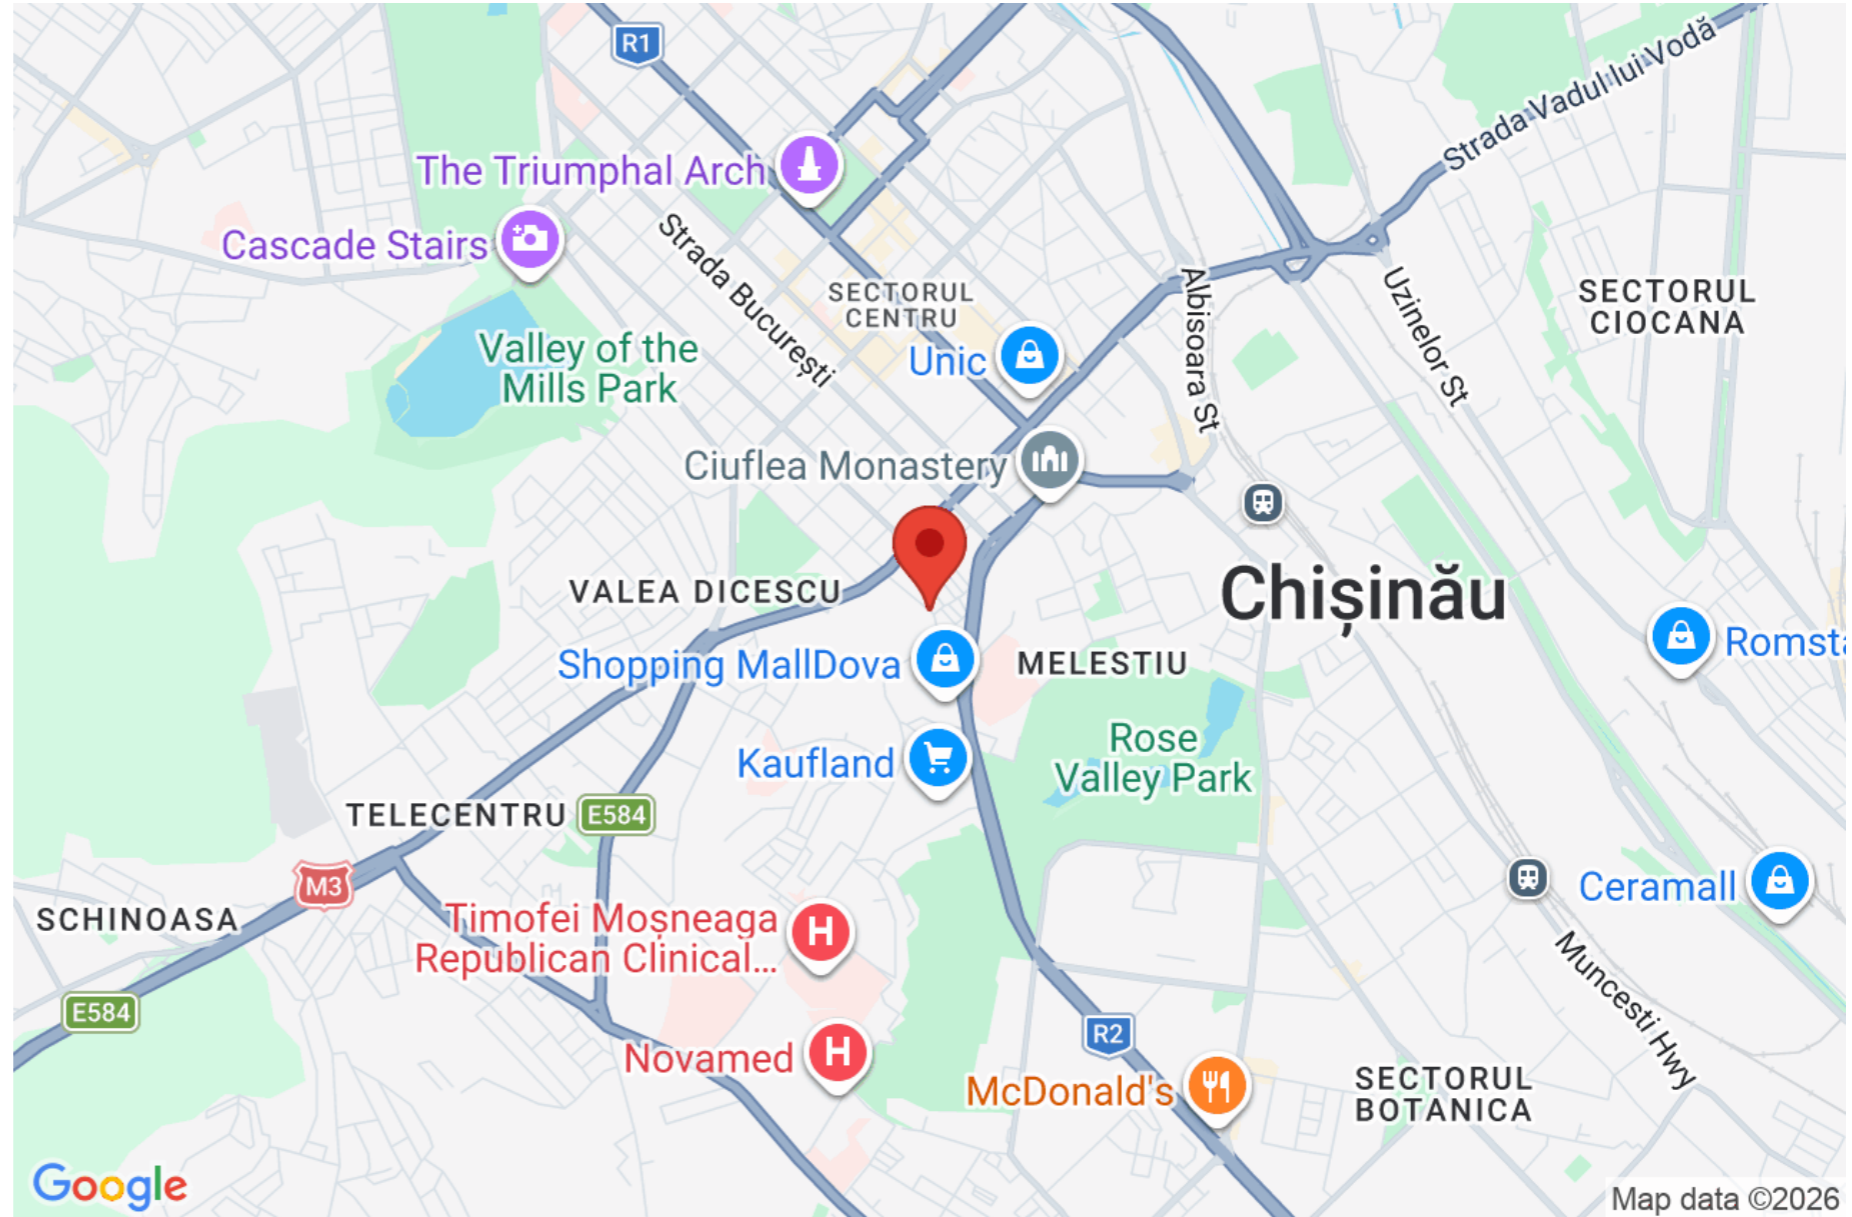 R1
Strada Vadul lui Vodă
The Triumphal Arch
Cascade Stairs
Strada București
SECTORUL
CENTRU
Albisoara St
Uzinelor St
SECTORUL
CIOCANA
Valley of the
Mills Park
Unic
Ciuflea Monastery
VALEA DICESCU
Chișinău
Shopping MallDova
MELESTIU
Romsta
Rose
Valley Park
Kaufland
TELECENTRU
E584
M3
Ceramall
SCHINOASA
Timofei Moșneaga
Republican Clinical...
H
Muncesti Hwy
E584
R2
Novamed
H
McDonald's
SECTORUL
BOTANICA
Google
Map data ©2026